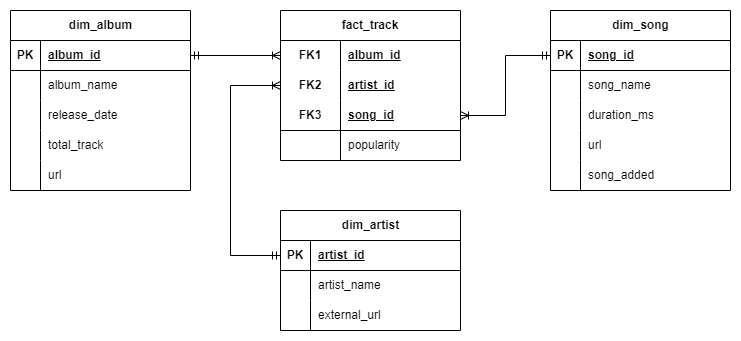 dim_album
PK album_id
album_name
release_date
total_track
url
fact_track
FK1 album_id
FK2 artist_id
FK3 song_id
popularity
dim_song
PK song_id
song_name
duration_ms
url
song_added
dim_artist
PK artist_id
artist_name
external_url